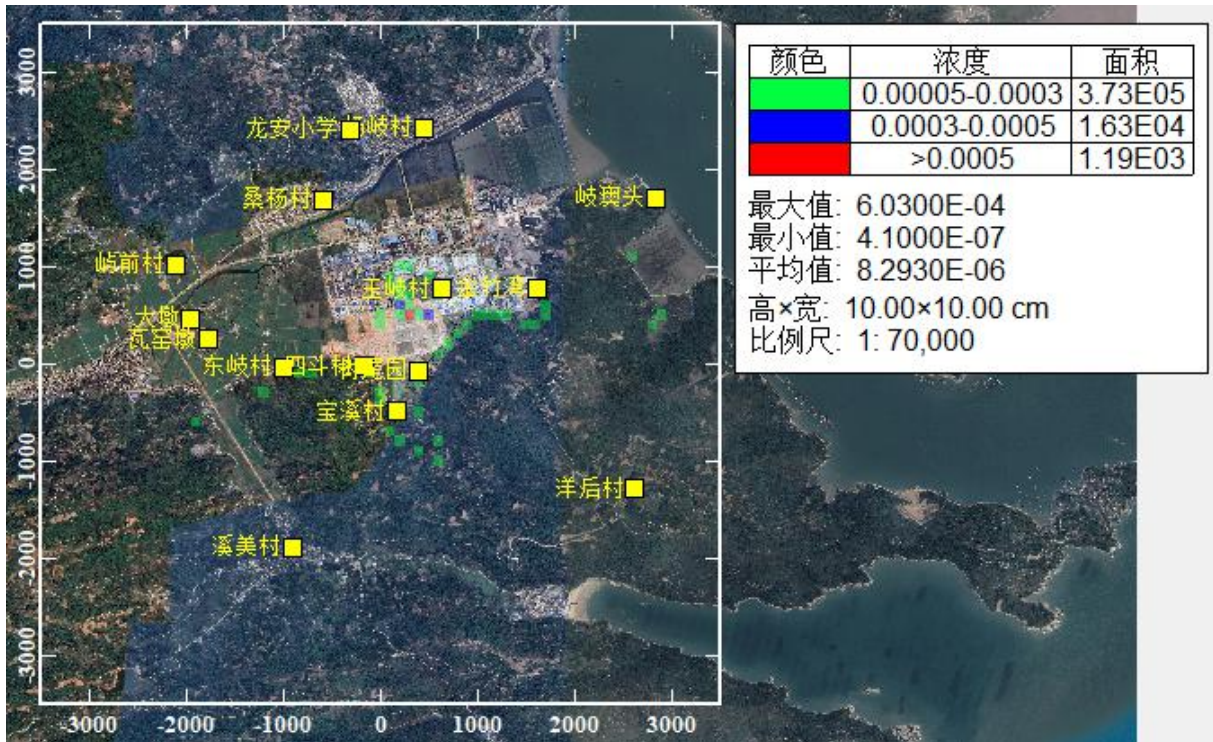 颜色 浓度 面积
0.00005-0.0003 3.73E05
0.0003-0.0005 1.63E04
>0.0005 1.19E03
最大值: 6.0300E-04
最小值: 4.1000E-07
平均值: 8.2930E-06
高×宽: 10.00×10.00 cm
比例尺: 1: 70,000
龙安小学
岐村
桑杨村
岐璵头
前村
玉岐村
大墩
瓦窑墩
东岐村
四斗
园
宝溪村
洋后村
溪美村
3000
2000
1000
0
-1000
-2000
-3000
-3000 -2000 -1000 0 1000 2000 3000